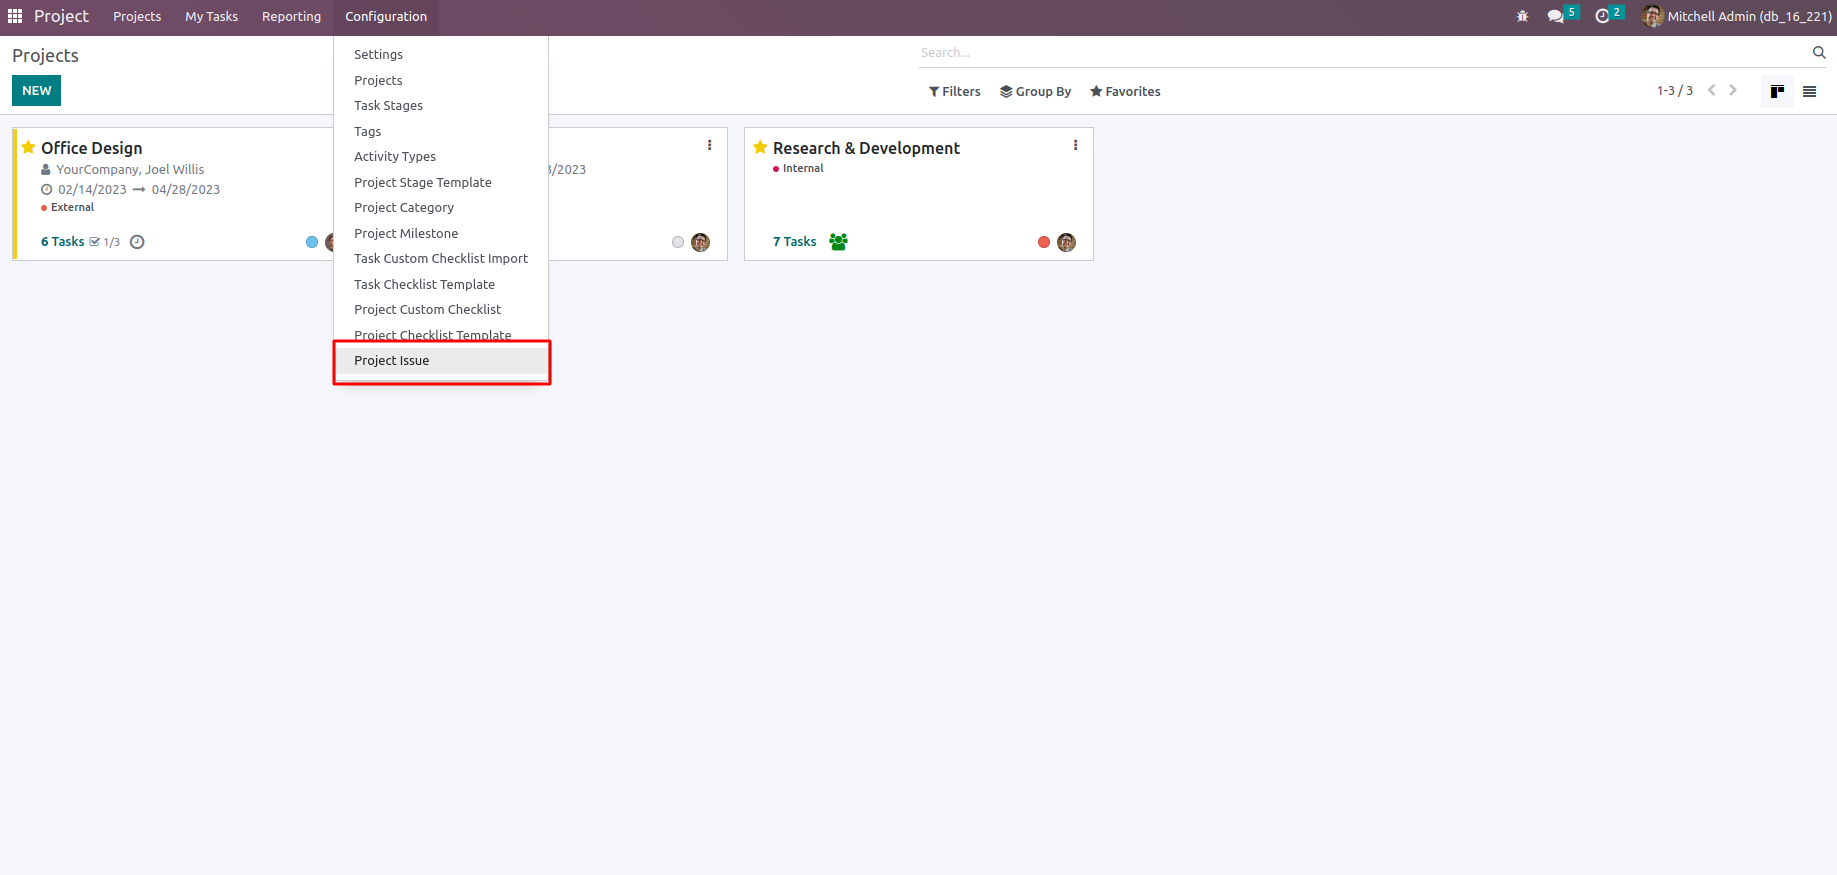 Project Projects My Tasks Reporting Configuration 5 2 Mitchell Admin (db_16_221)
Projects
Search...
NEW
Filters Group By Favorites 1-3 / 3
Settings
Projects
Task Stages
Tags
Activity Types
Project Stage Template
Project Category
Project Milestone
Task Custom Checklist Import
Task Checklist Template
Project Custom Checklist
Project Checklist Template
Project Issue
Office Design
YourCompany, Joel Willis
02/14/2023 → 04/28/2023
External
6 Tasks 1/3
/2023
Research & Development
Internal
7 Tasks